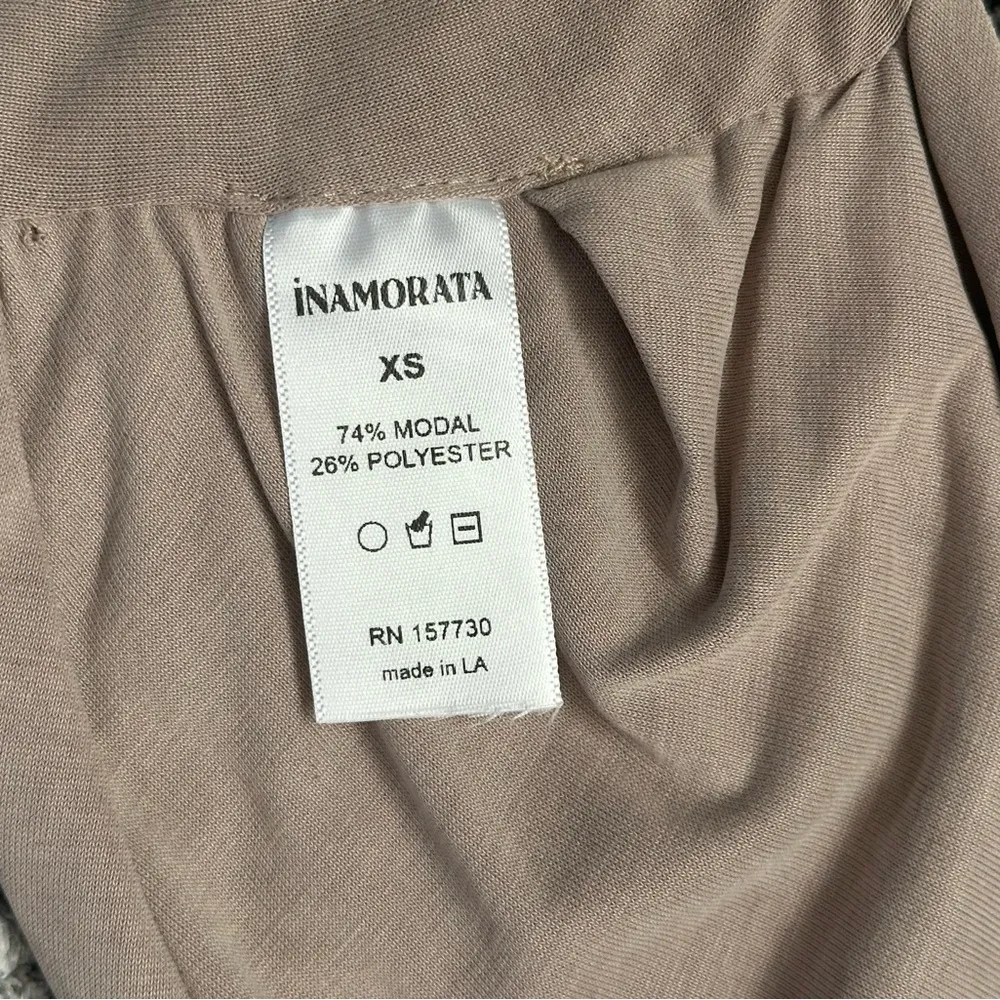 iNAMORATA
XS
74% MODAL
26% POLYESTER
RN 157730
made in LA